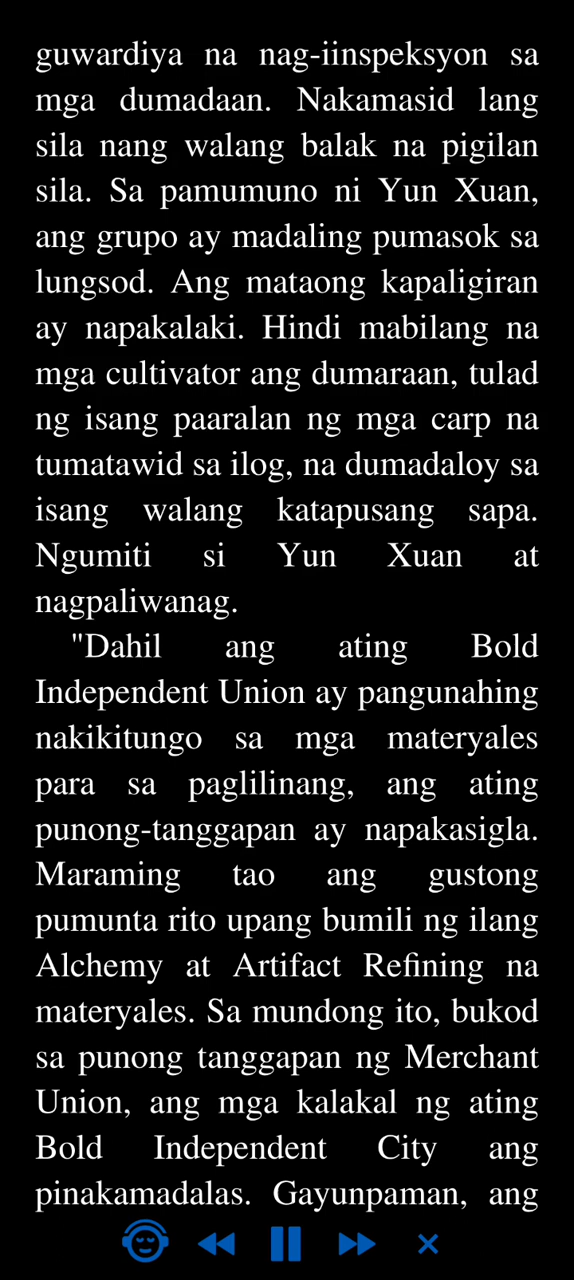 guwardiya na nag-iinspeksyon sa
mga dumadaan. Nakamasid lang
sila nang walang balak na pigilan
sila. Sa pamumuno ni Yun Xuan,
ang grupo ay madaling pumasok sa
lungsod. Ang mataong kapaligiran
ay napakalaki. Hindi mabilang na
mga cultivator ang dumaraan, tulad
ng isang paaralan ng mga carp na
tumatawid sa ilog, na dumadaloy sa
isang walang katapusang sapa.
Ngumiti si Yun Xuan at
nagpaliwanag.
"Dahil ang ating Bold
Independent Union ay pangunahing
nakikitungo sa mga materyales
para sa paglilinang, ang ating
punong-tanggapan ay napakasigla.
Maraming tao ang gustong
pumunta rito upang bumili ng ilang
Alchemy at Artifact Refining na
materyales. Sa mundong ito, bukod
sa punong tanggapan ng Merchant
Union, ang mga kalakal ng ating
Bold Independent City ang
pinakamadalas. Gayunpaman, ang